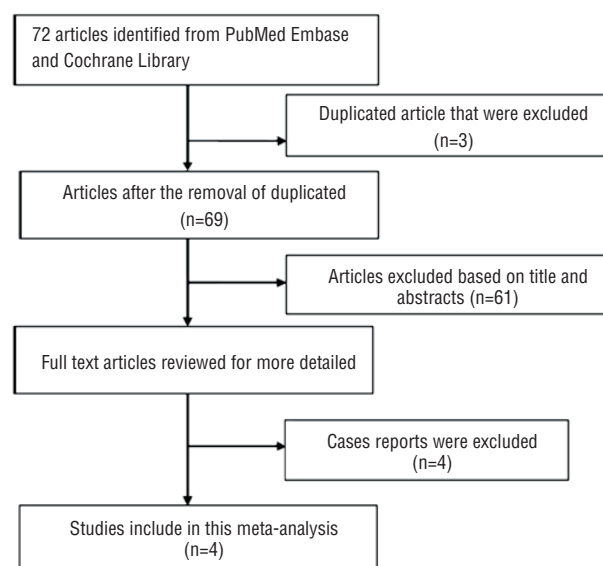 72 articles identified from PubMed Embase
and Cochrane Library
Duplicated article that were excluded
(n=3)
Articles after the removal of duplicated
(n=69)
Articles excluded based on title and
abstracts (n=61)
Full text articles reviewed for more detailed
Cases reports were excluded
(n=4)
Studies include in this meta-analysis
(n=4)